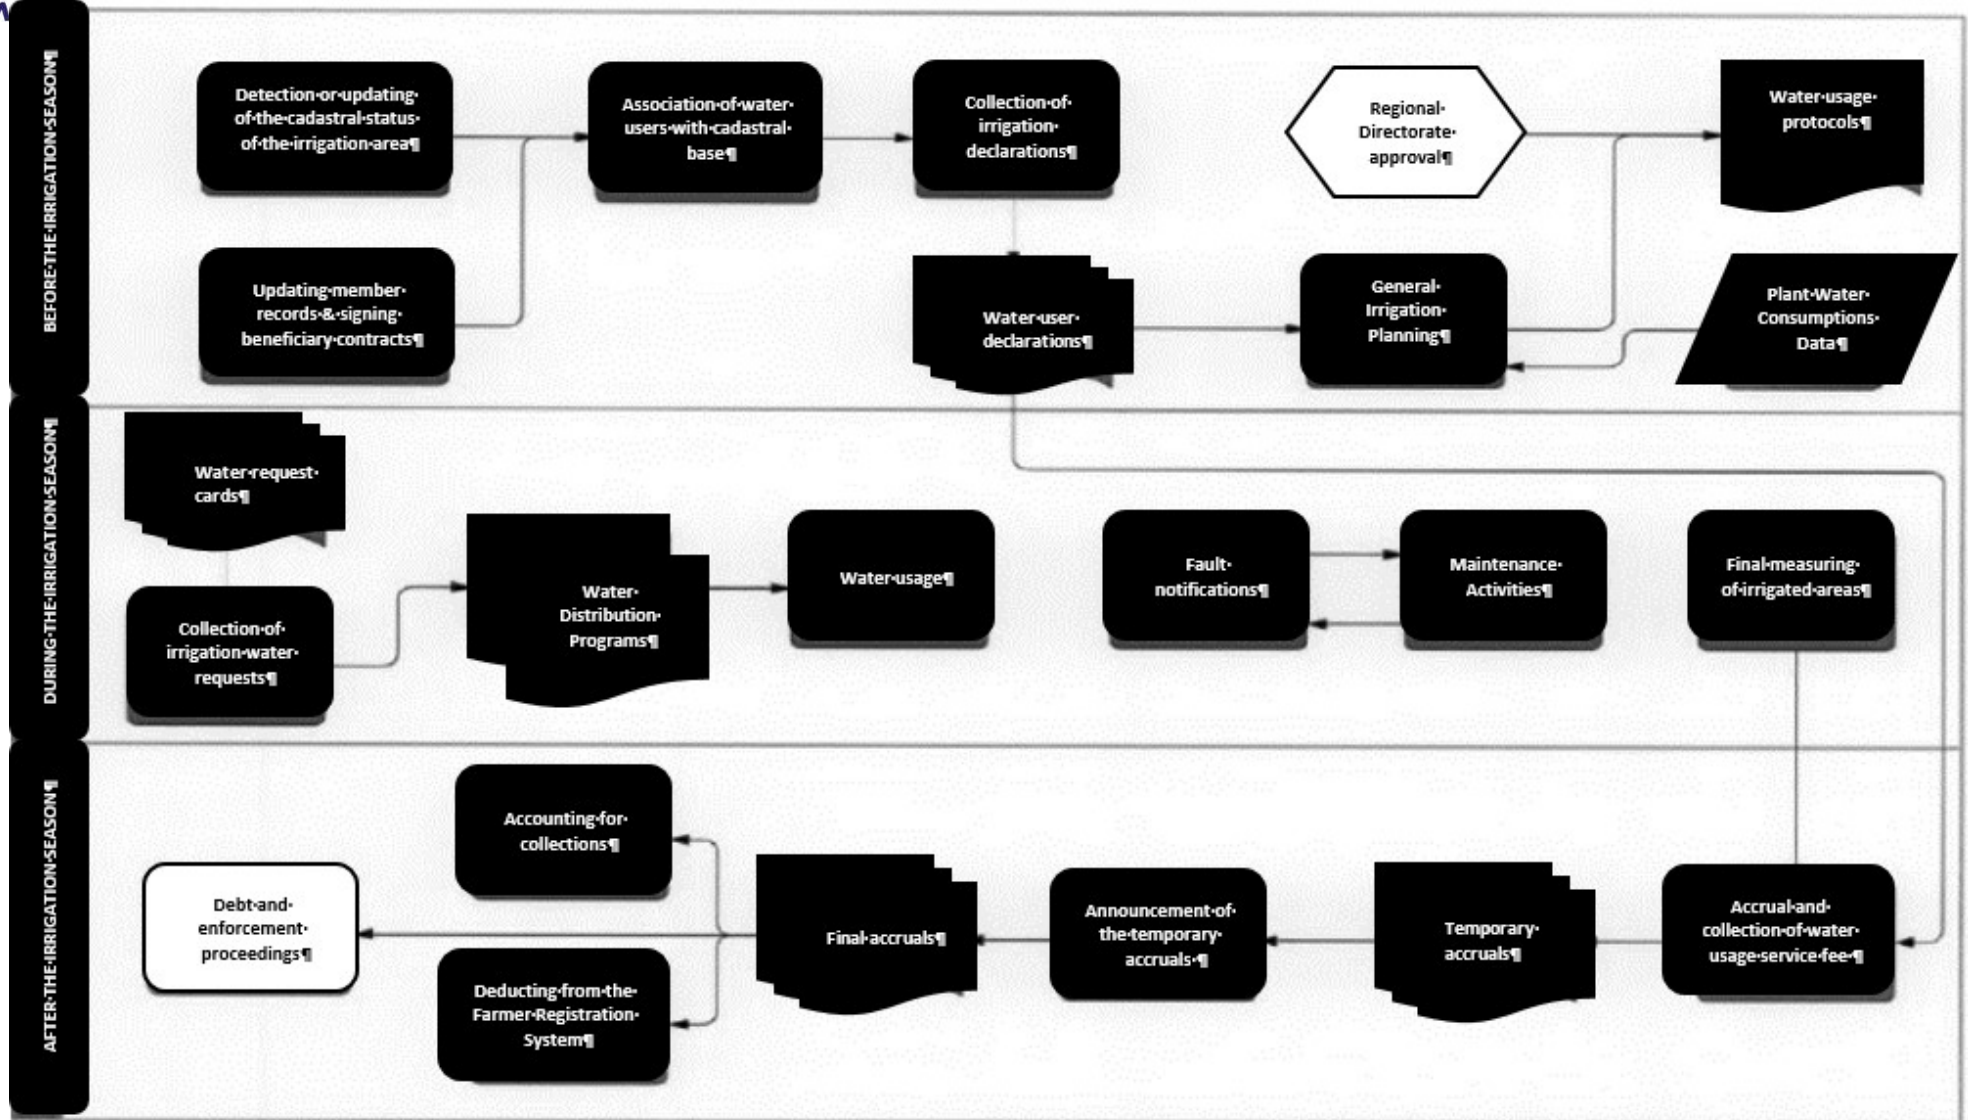 BEFORE·THE·IRRIGATION·SEASON¶
Detection·or·updating·
of·the·cadastral·status·
of·the·irrigation·area¶
Association·of·water·
users·with·cadastral·
base¶
Collection·of·
irrigation·
declarations¶
Regional·
Directorate·
approval¶
Water·usage·
protocols¶
Updating·member·
records·&·signing·
beneficiary·contracts¶
Water·user·
declarations¶
General·
Irrigation·
Planning¶
Plant·Water·
Consumptions·
Data¶
DURING·THE·IRRIGATION·SEASON¶
Water·request·
cards¶
Collection·of·
irrigation·water·
requests¶
Water·
Distribution·
Programs¶
Water·usage¶
Fault·
notifications¶
Maintenance·
Activities¶
Final·measuring·
of·irrigated·areas¶
AFTER·THE·IRRIGATION·SEASON¶
Accounting·for·
collections¶
Debt·and·
enforcement·
proceedings¶
Deducting·from·the·
Farmer·Registration·
System¶
Final·accruals¶
Announcement·of·
the·temporary·
accruals·¶
Temporary·
accruals¶
Accrual·and·
collection·of·water·
usage·service·fee·¶